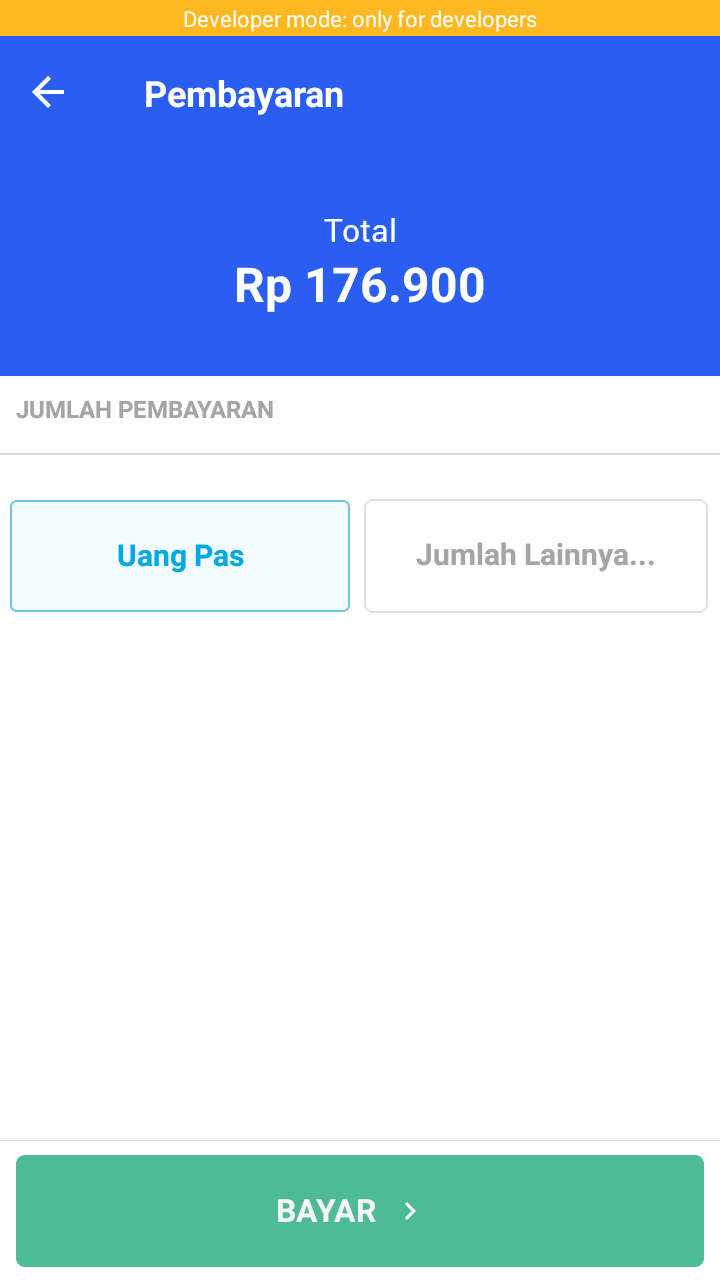 Developer mode: only for developers
Pembayaran
Total
Rp 176.900
JUMLAH PEMBAYARAN
Uang Pas
Jumlah Lainnya...
BAYAR